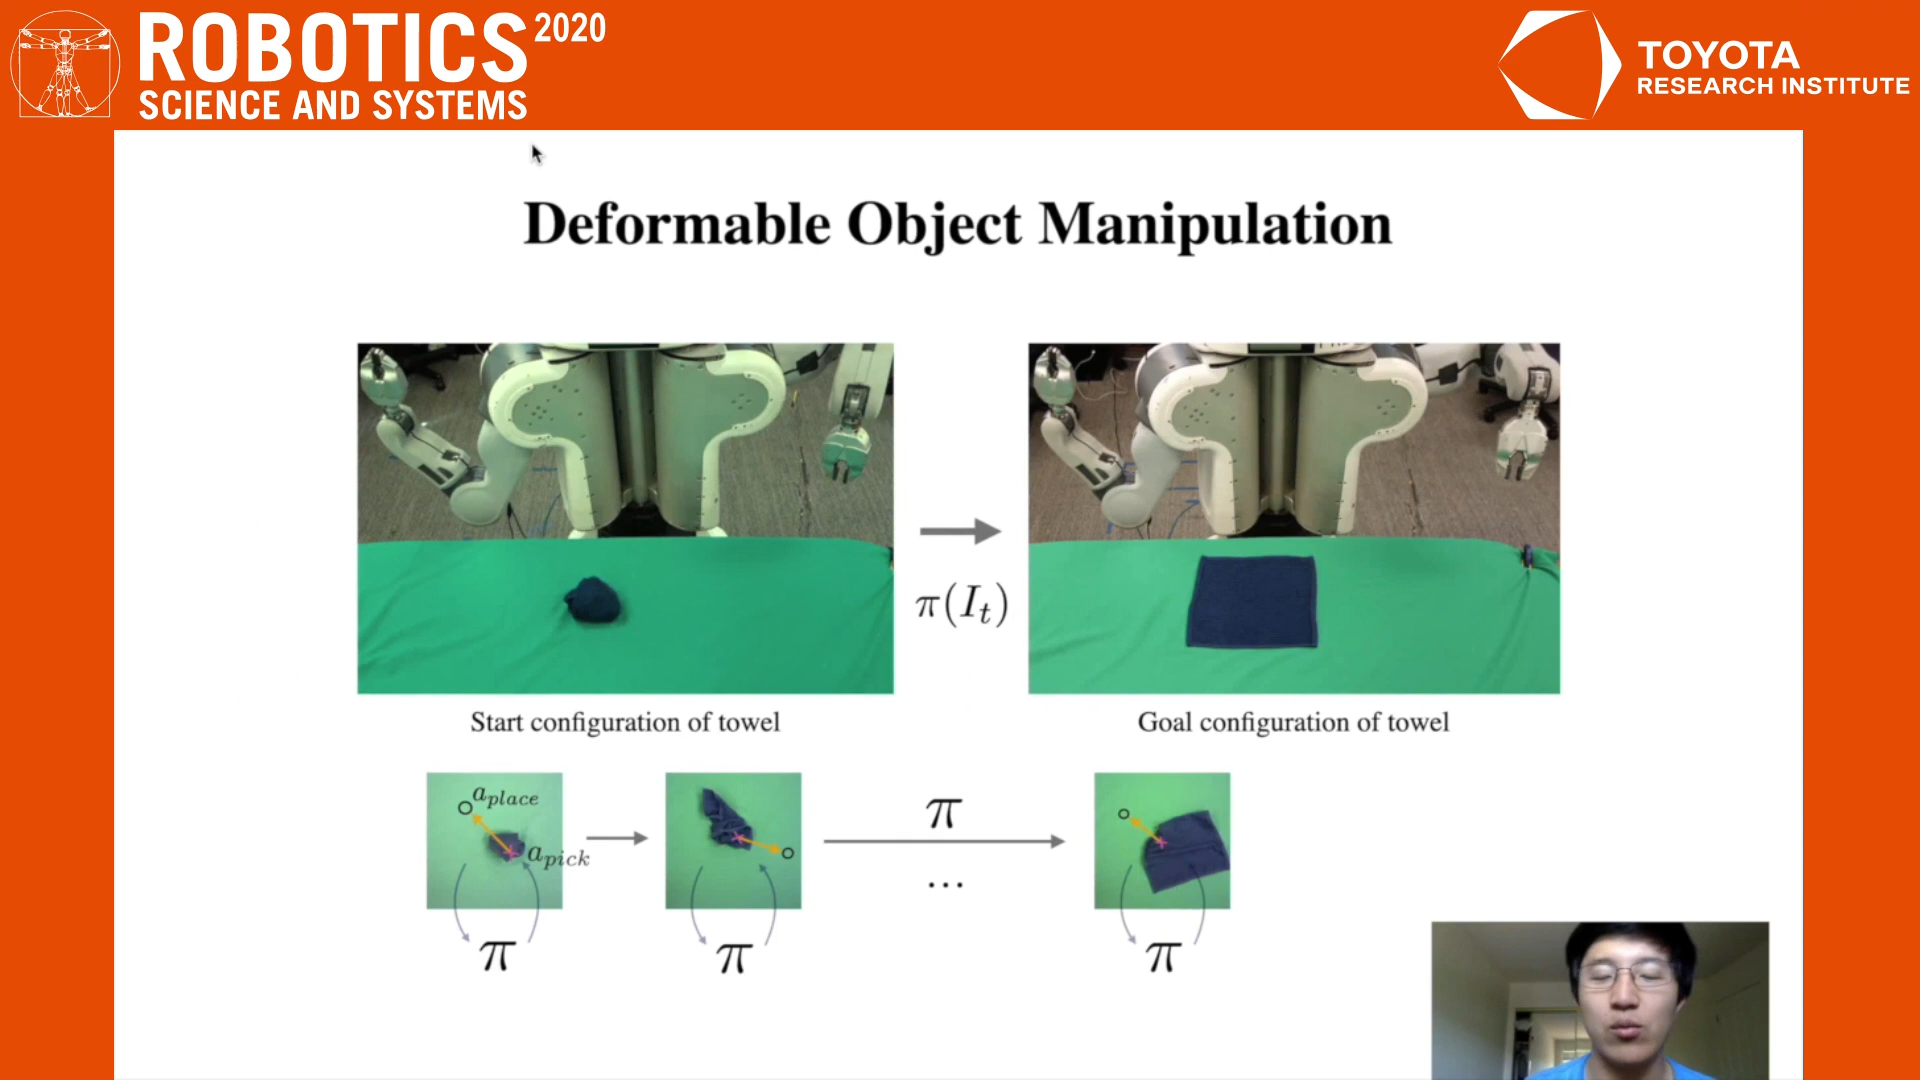 ROBOTICS 2020
SCIENCE AND SYSTEMS
TOYOTA
RESEARCH INSTITUTE
Deformable Object Manipulation
π(I_t)
Start configuration of towel
Goal configuration of towel
a_place
a_pick
π
...
π
π
π